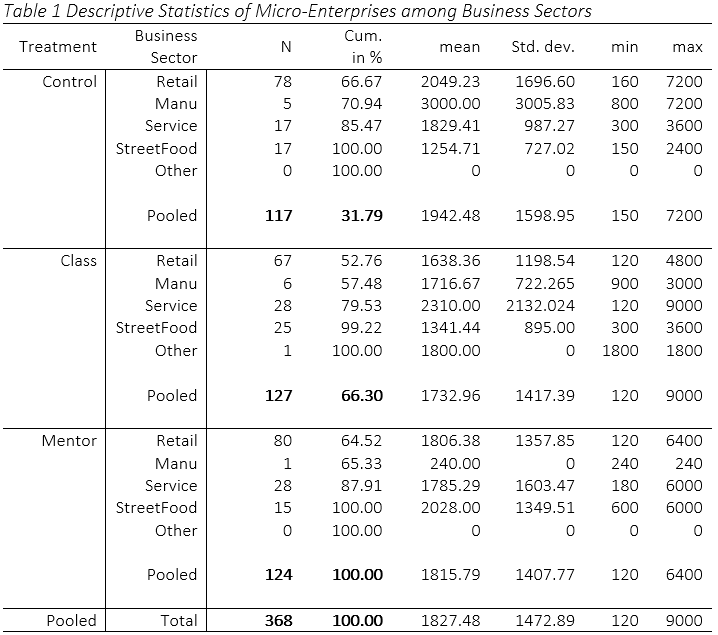 Table 1 Descriptive Statistics of Micro-Enterprises among Business Sectors
Treatment Business Sector N Cum. in % mean Std. dev. min max
Control Retail 78 66.67 2049.23 1696.60 160 7200
Manu 5 70.94 3000.00 3005.83 800 7200
Service 17 85.47 1829.41 987.27 300 3600
StreetFood 17 100.00 1254.71 727.02 150 2400
Other 0 100.00 0 0 0 0
Pooled 117 31.79 1942.48 1598.95 150 7200
Class Retail 67 52.76 1638.36 1198.54 120 4800
Manu 6 57.48 1716.67 722.265 900 3000
Service 28 79.53 2310.00 2132.024 120 9000
StreetFood 25 99.22 1341.44 895.00 300 3600
Other 1 100.00 1800.00 0 1800 1800
Pooled 127 66.30 1732.96 1417.39 120 9000
Mentor Retail 80 64.52 1806.38 1357.85 120 6400
Manu 1 65.33 240.00 0 240 240
Service 28 87.91 1785.29 1603.47 180 6000
StreetFood 15 100.00 2028.00 1349.51 600 6000
Other 0 100.00 0 0 0 0
Pooled 124 100.00 1815.79 1407.77 120 6400
Pooled Total 368 100.00 1827.48 1472.89 120 9000